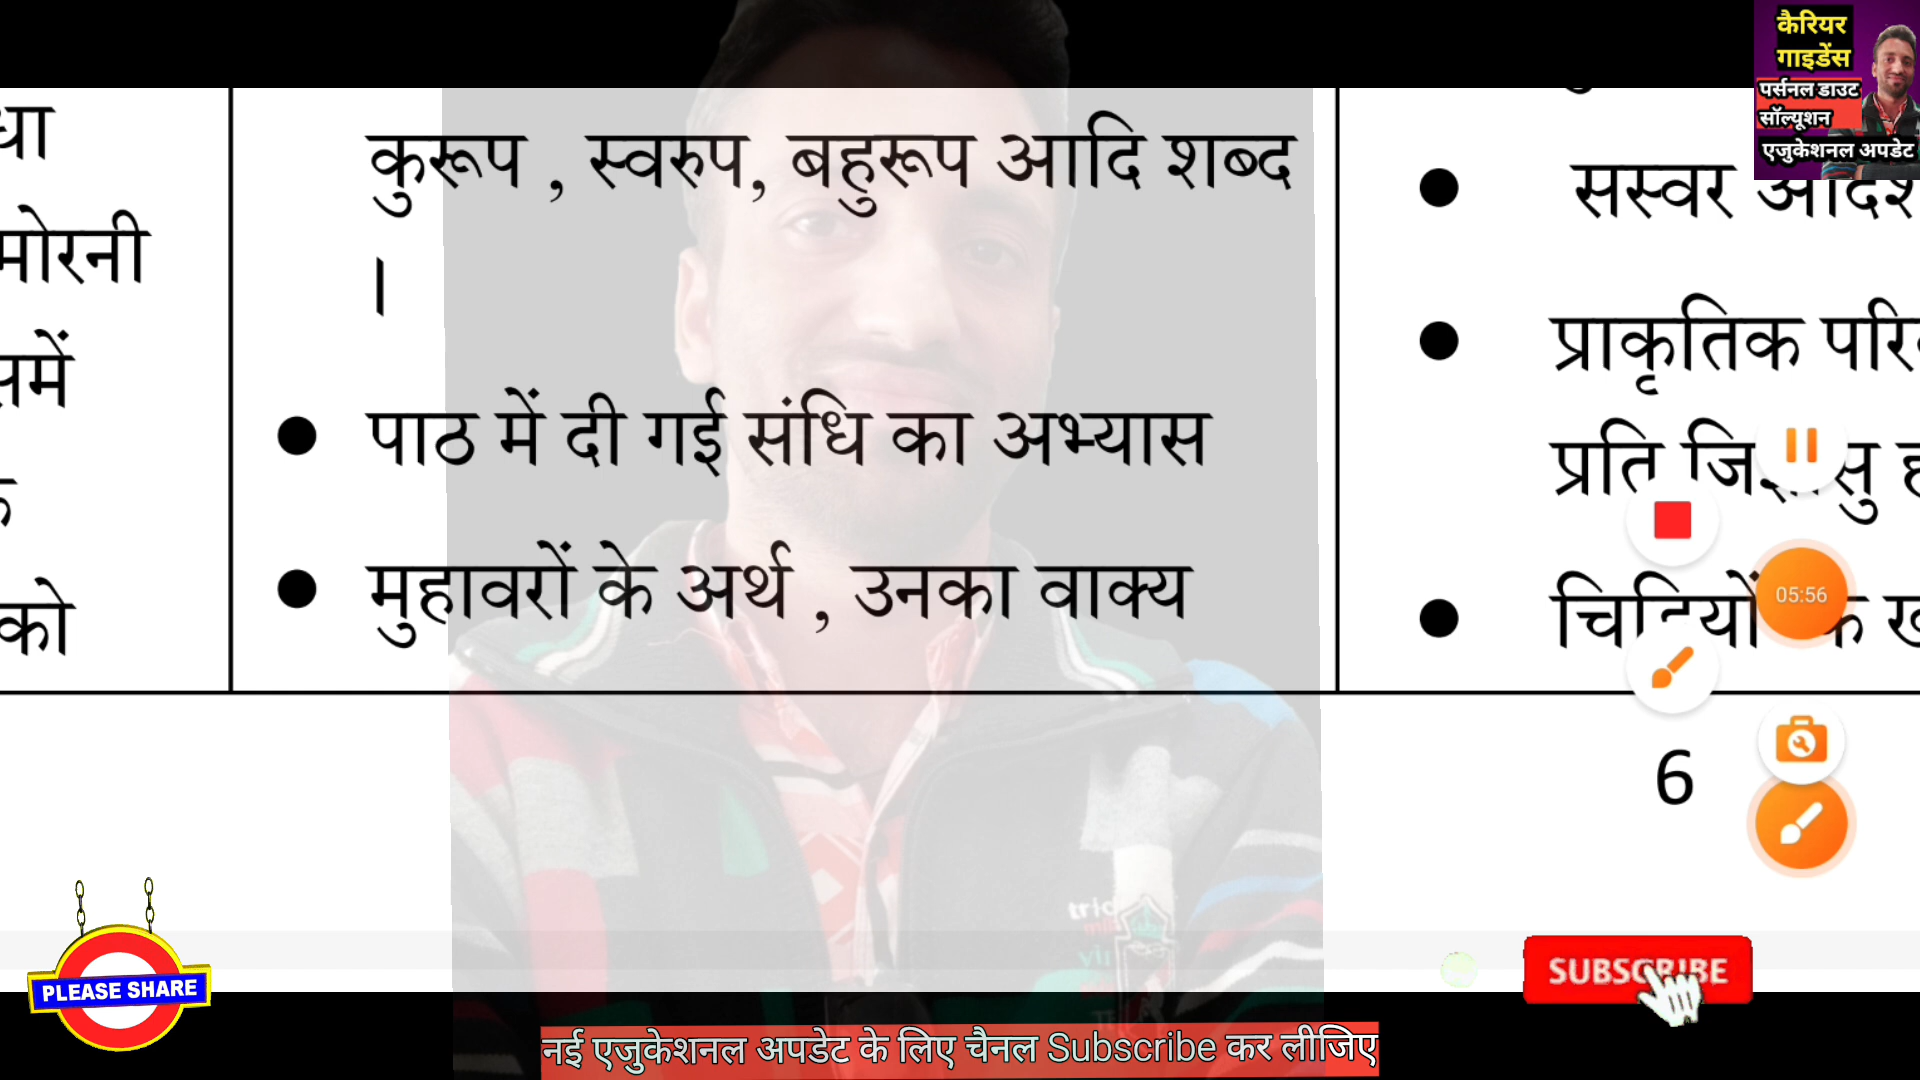 कैरियर
गाइडेंस
पर्सनल डाउट
सॉल्यूशन
एजुकेशनल अपडेट
मोरनी
को
कुरूप , स्वरुप, बहुरूप आदि शब्द
।
● पाठ में दी गई संधि का अभ्यास
● मुहावरों के अर्थ , उनका वाक्य
● सस्वर
● प्राकृतिक
प्रति
●
05:56
6
PLEASE SHARE
SUBSCRIBE
नई एजुकेशनल अपडेट के लिए चैनल Subscribe कर लीजिए